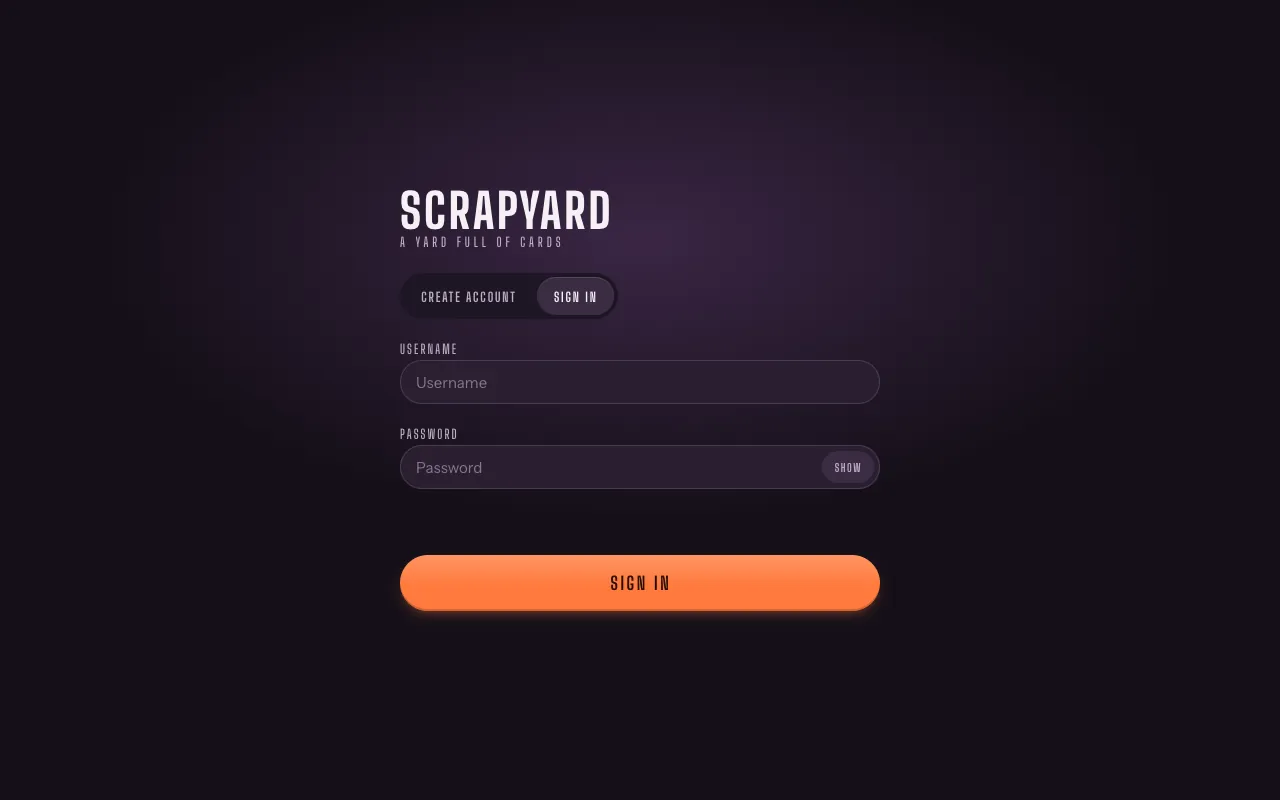 SCRAPYARD
A YARD FULL OF CARDS
CREATE ACCOUNT SIGN IN
USERNAME
Username
PASSWORD
Password SHOW
SIGN IN